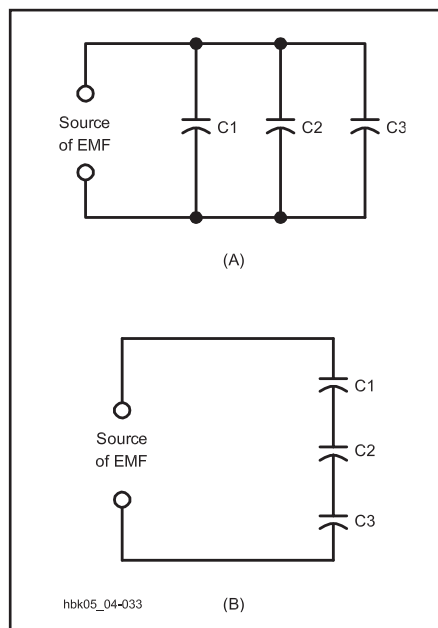 Source
of EMF
C1
C2
C3
(A)
C1
Source
of EMF
C2
C3
hbk05_04-033
(B)